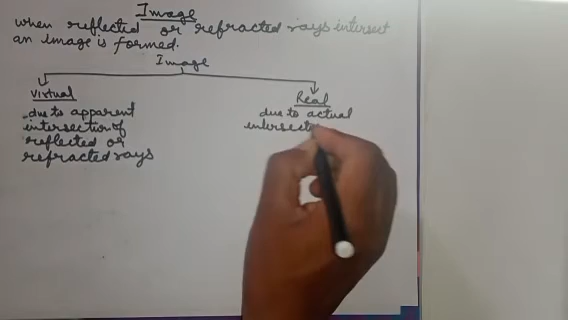 Image
when reflected or refracted rays intersect
an image is formed.
Image
Virtual
due to apparent
intersection of
reflected or
refracted rays
Real
due to actual